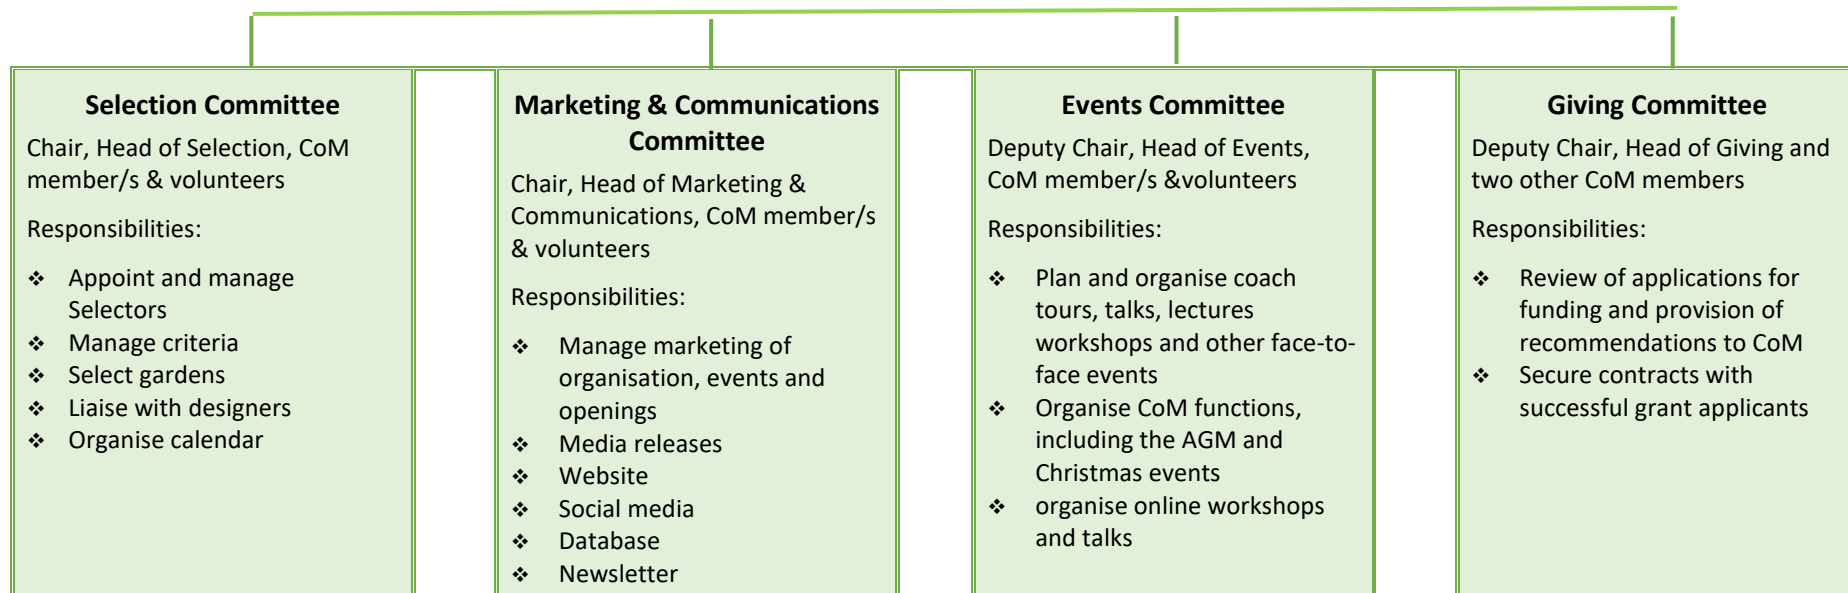 Selection Committee
Chair, Head of Selection, CoM
member/s & volunteers
Responsibilities:
❖ Appoint and manage
Selectors
❖ Manage criteria
❖ Select gardens
❖ Liaise with designers
❖ Organise calendar
Marketing & Communications
Committee
Chair, Head of Marketing &
Communications, CoM member/s
& volunteers
Responsibilities:
❖ Manage marketing of
organisation, events and
openings
❖ Media releases
❖ Website
❖ Social media
❖ Database
❖ Newsletter
Events Committee
Deputy Chair, Head of Events,
CoM member/s &volunteers
Responsibilities:
❖ Plan and organise coach
tours, talks, lectures
workshops and other face-to-
face events
❖ Organise CoM functions,
including the AGM and
Christmas events
❖ organise online workshops
and talks
Giving Committee
Deputy Chair, Head of Giving and
two other CoM members
Responsibilities:
❖ Review of applications for
funding and provision of
recommendations to CoM
❖ Secure contracts with
successful grant applicants